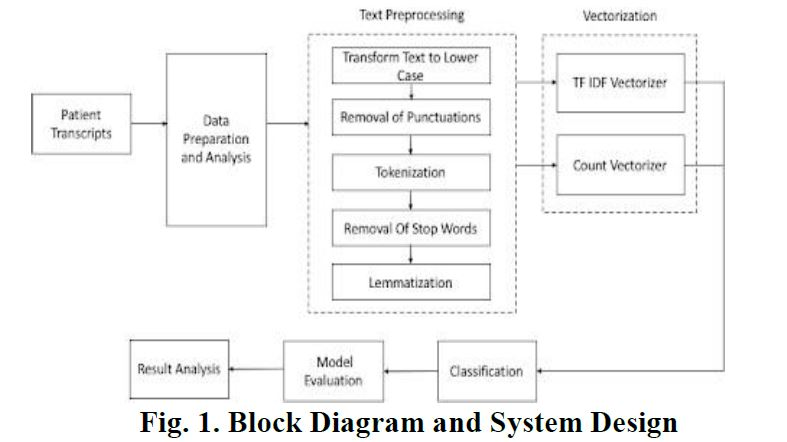 Text Preprocessing
Vectorization
Transform Text to Lower
Case
TF IDF Vectorizer
Patient
Transcripts
Data
Preparation
and Analysis
Removal of Punctuations
Tokenization
Count Vectorizer
Removal Of Stop Words
Lemmatization
Result Analysis
Model
Evaluation
Classification
Fig. 1. Block Diagram and System Design